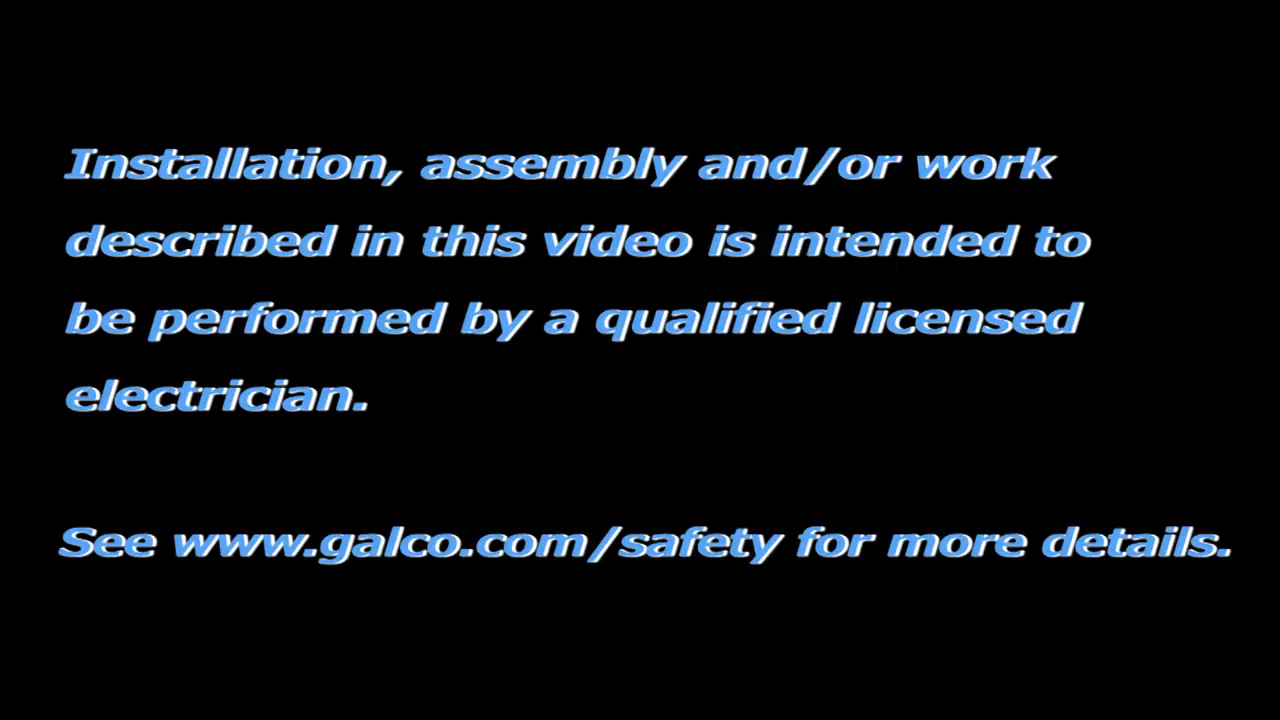 Installation, assembly and/or work
described in this video is intended to
be performed by a qualified licensed
electrician.
See www.galco.com/safety for more details.